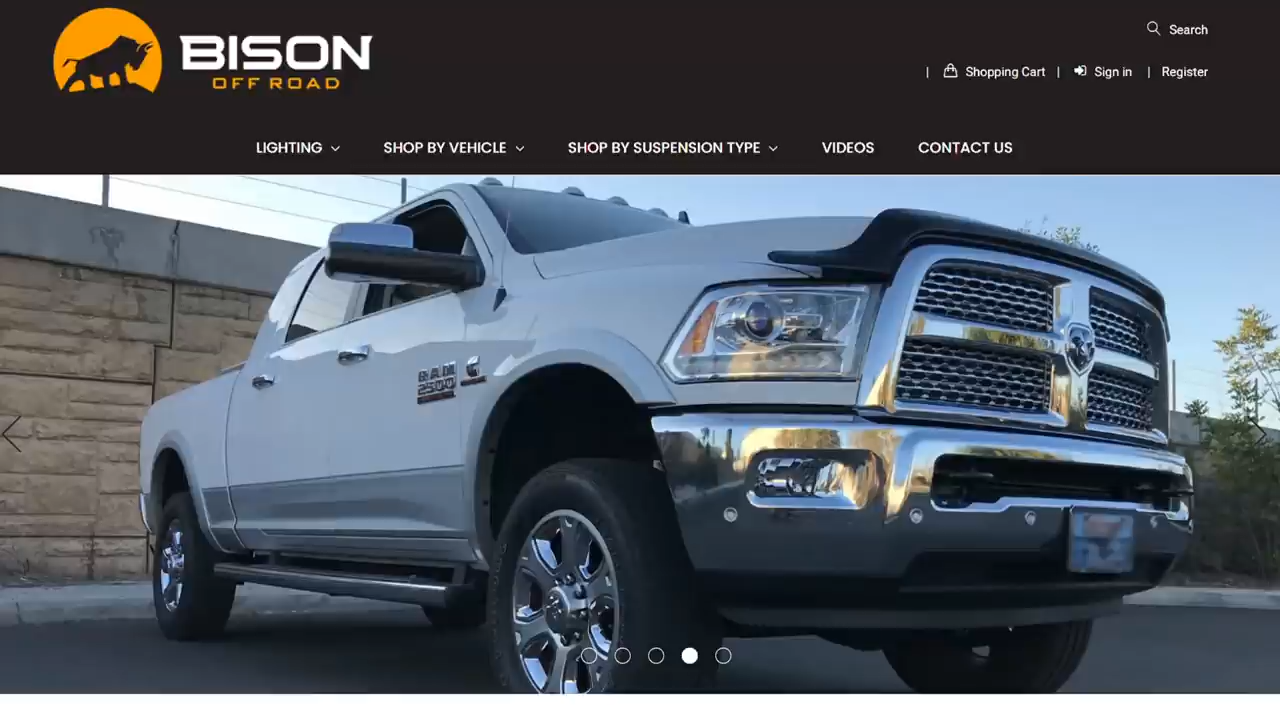 BISON
OFF ROAD
Search
| Shopping Cart | Sign in | Register
LIGHTING SHOP BY VEHICLE SHOP BY SUSPENSION TYPE VIDEOS CONTACT US
RAM
2500